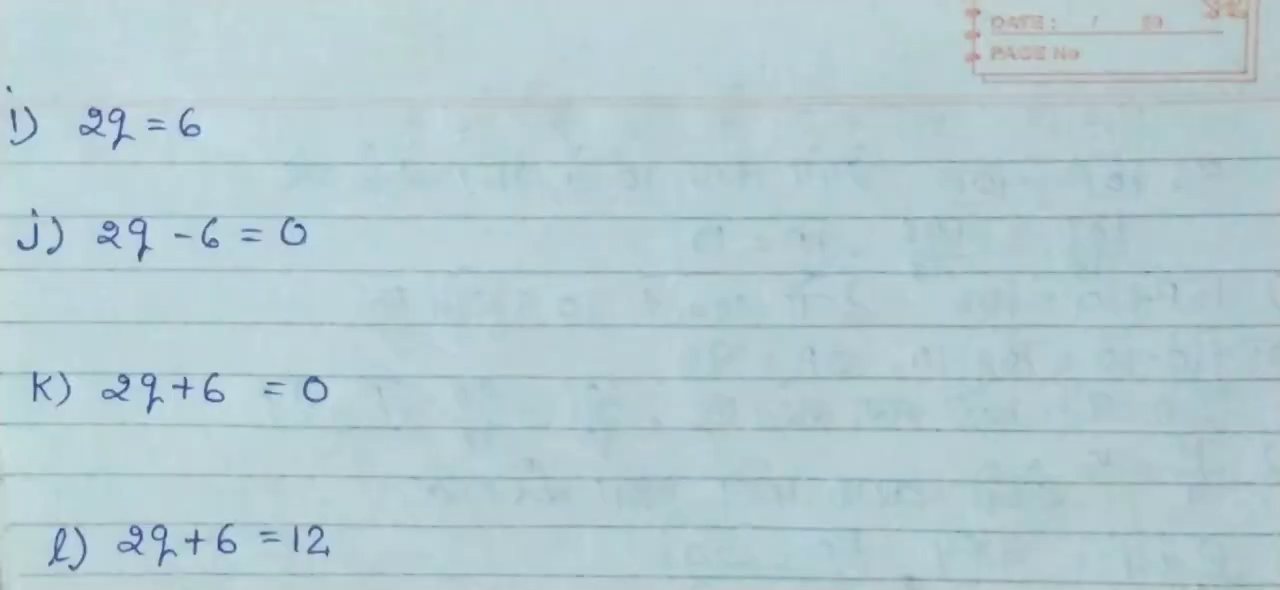 DATE: /
PAGE No
i) 2q = 6
j) 2q - 6 = 0
k) 2q + 6 = 0
l) 2q + 6 = 12